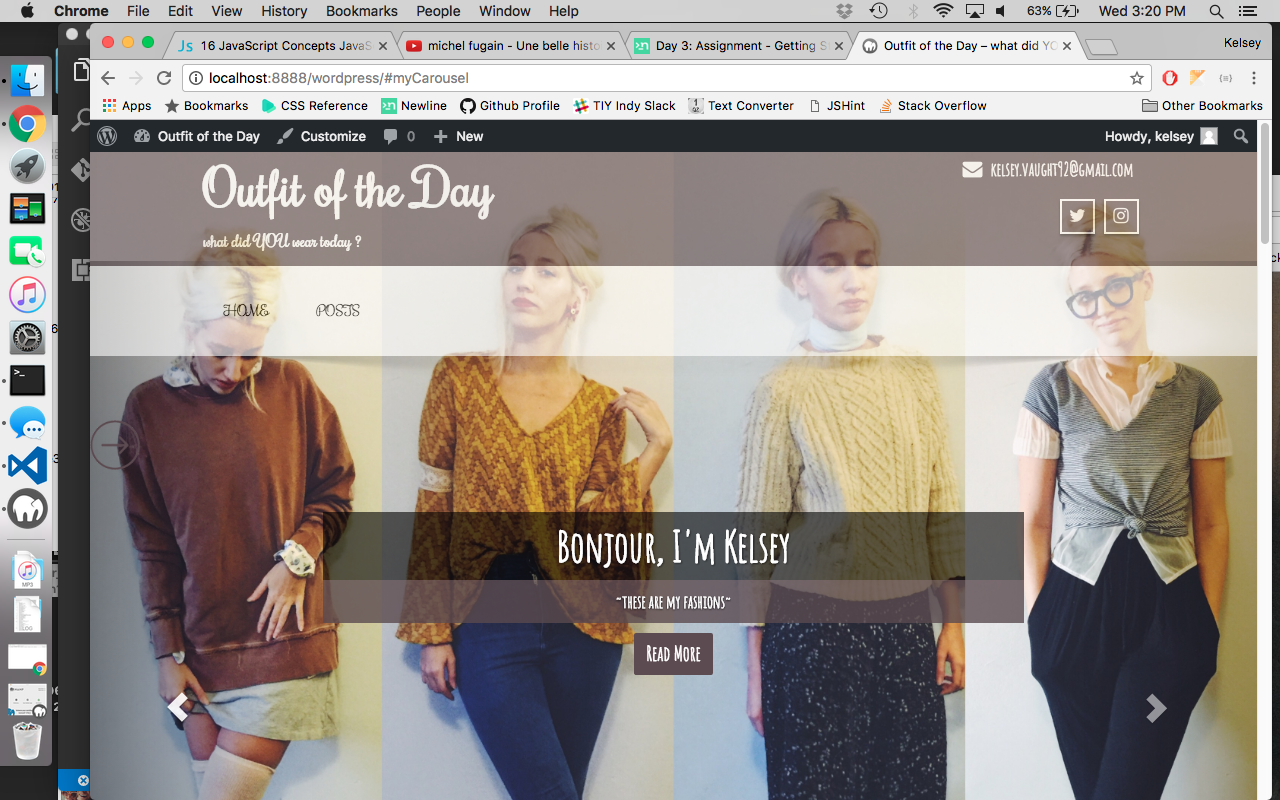 Chrome File Edit View History Bookmarks People Window Help 63% Wed 3:20 PM
Js 16 JavaScript Concepts JavaS michel fugain - Une belle histo Day 3: Assignment - Getting S Outfit of the Day – what did YO Kelsey
localhost:8888/wordpress/#myCarousel
Apps Bookmarks CSS Reference Newline Github Profile TIY Indy Slack Text Converter JSHint Stack Overflow Other Bookmarks
Outfit of the Day Customize 0 New Howdy, kelsey
Outfit of the Day
KELSEY.VAUGHT92@GMAIL.COM
what did YOU wear today ?
HOME POSTS
BONJOUR, I'M KELSEY
~THESE ARE MY FASHIONS~
READ MORE
MP3
LOG